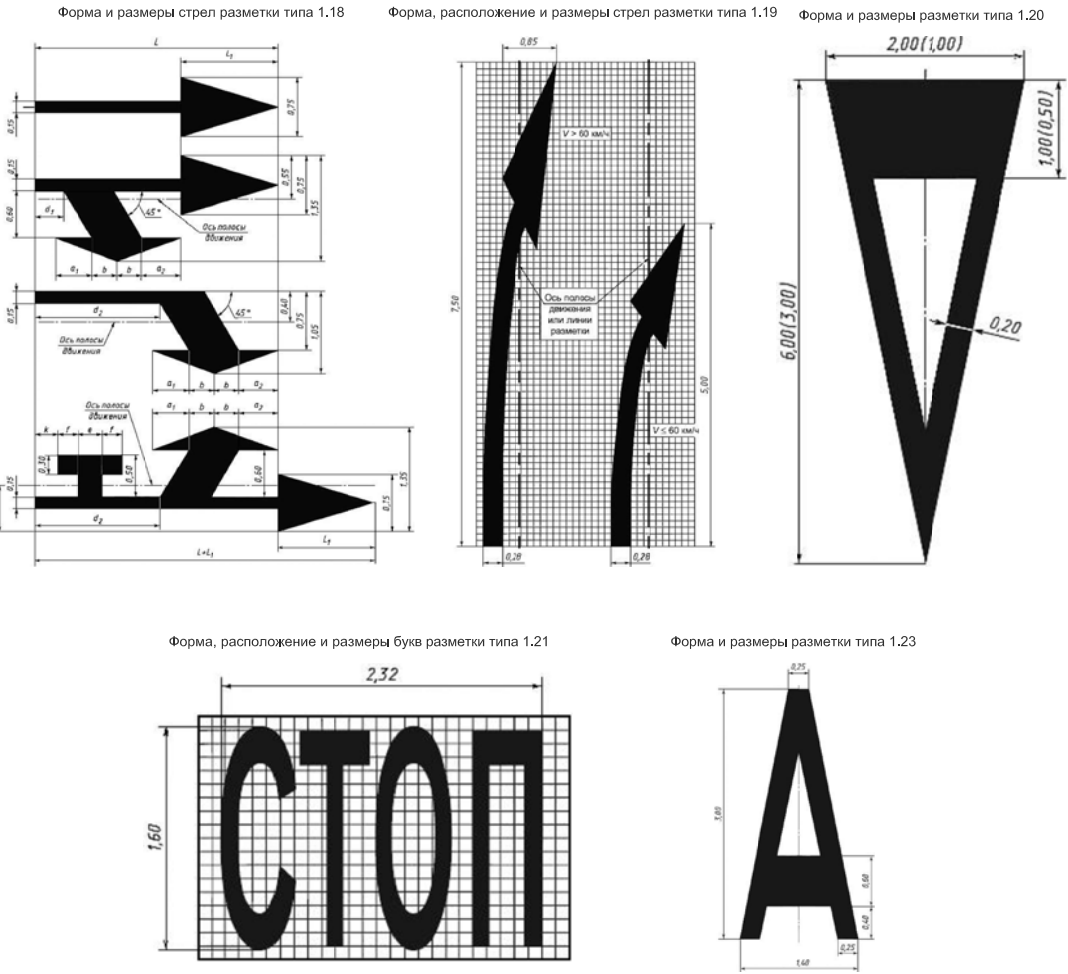 Форма и размеры стрел разметки типа 1.18
L
L₁
0,15
0,75
0,15
0,60
d₁
45°
Ось полосы
движения
0,55
0,75
1,35
a₁
b
b
a₂
0,15
d₂
45°
Ось полосы
движения
0,40
0,75
1,05
a₁
b
b
a₂
a₁
b
b
a₂
Ось полосы
движения
k
f
e
f
0,30
0,50
0,15
0,60
0,75
1,35
d₂
L₁
L+L₁
Форма, расположение и размеры стрел разметки типа 1.19
0,85
V > 60 км/ч
7,50
Ось полосы
движения
или линии
разметки
5,00
V ≤ 60 км/ч
0,28
0,28
Форма и размеры разметки типа 1.20
2,00(1,00)
1,00(0,50)
6,00(3,00)
0,20
Форма, расположение и размеры букв разметки типа 1.21
2,32
1,60
СТОП
Форма и размеры разметки типа 1.23
0,25
3,00
А
0,60
0,40
0,25
1,40